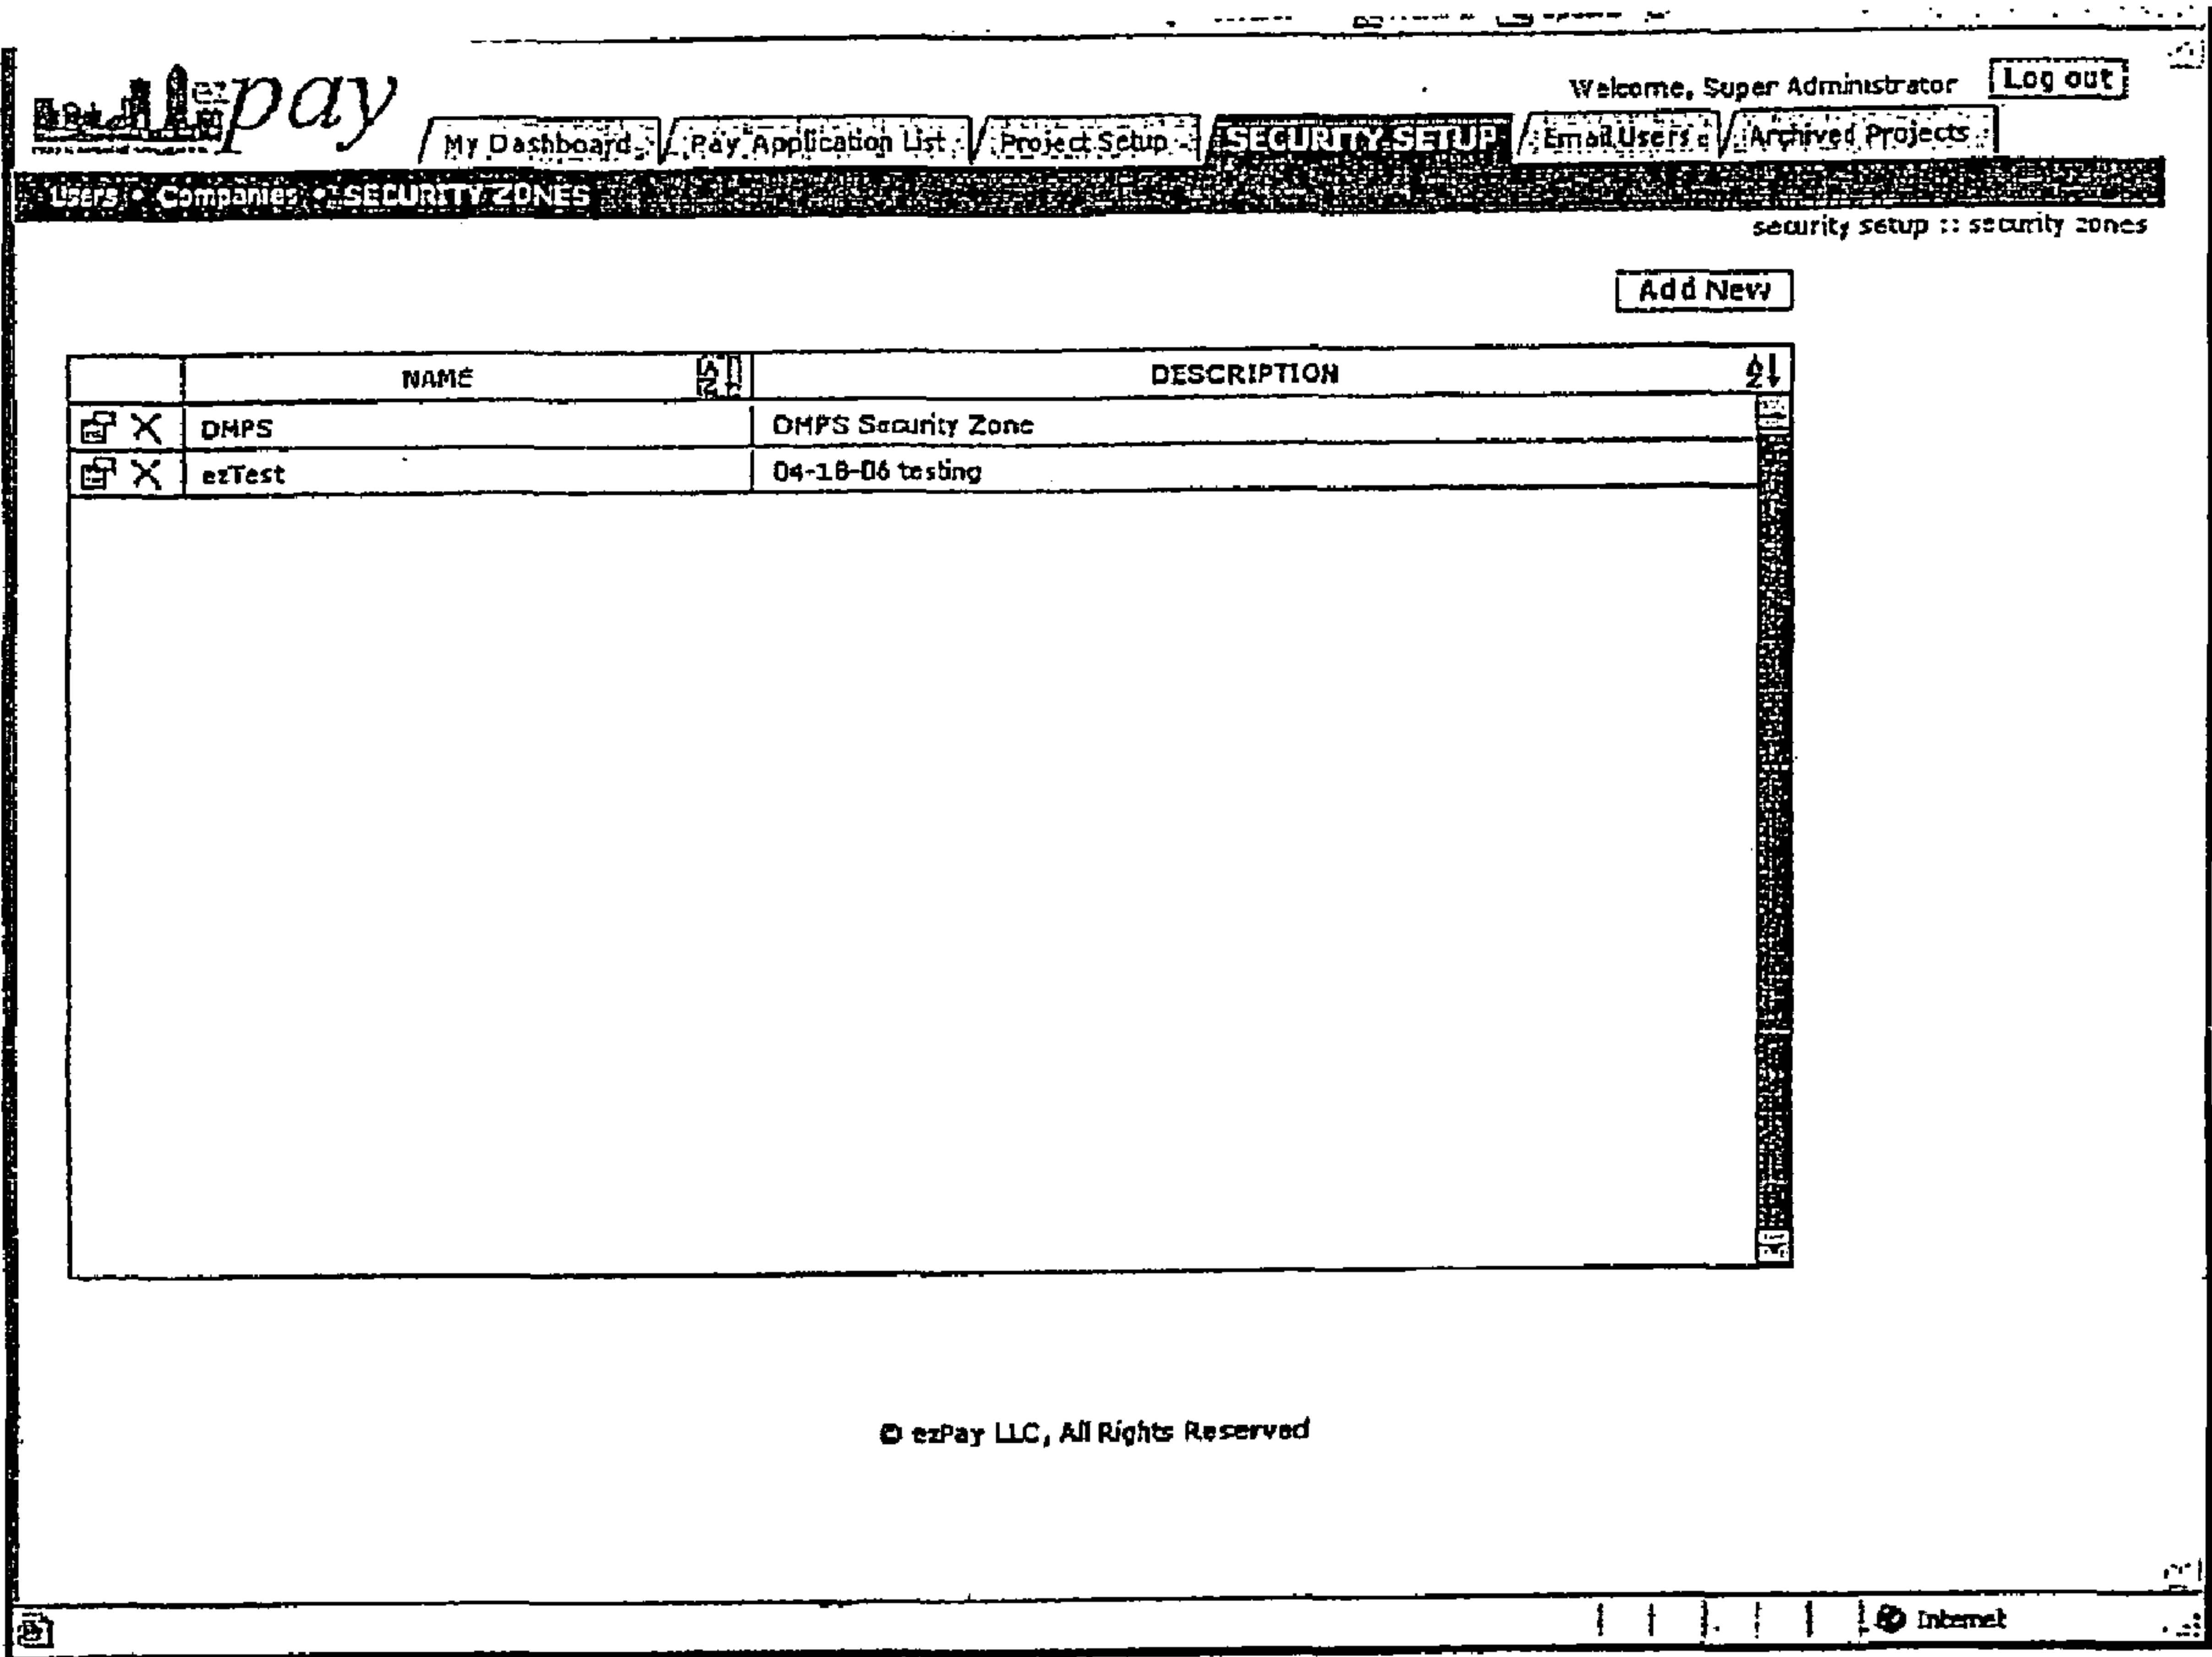 ez pay
Welcome, Super Administrator Log out
My Dashboard Pay Application List Project Setup SECURITY SETUP Email Users Archived Projects
Users • Companies • SECURITY ZONES
security setup :: security zones
Add New
NAME DESCRIPTION
DMPS DMPS Security Zone
ezTest 04-18-06 testing
© ezPay LLC, All Rights Reserved
Internet